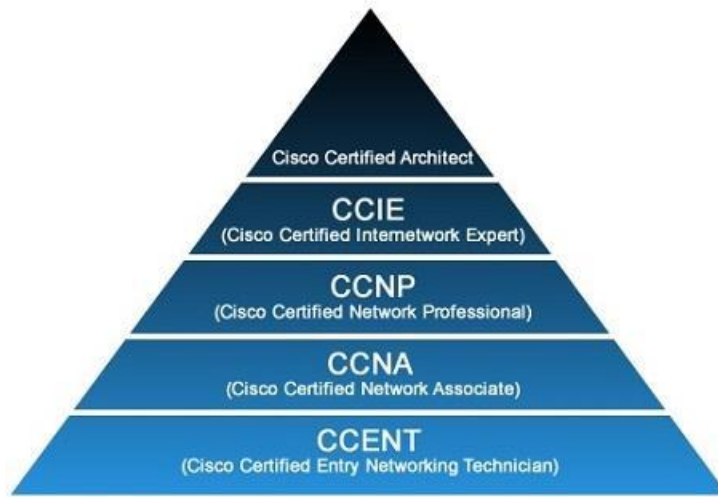 Cisco Certified Architect
CCIE
(Cisco Certified Internetwork Expert)
CCNP
(Cisco Certified Network Professional)
CCNA
(Cisco Certified Network Associate)
CCENT
(Cisco Certified Entry Networking Technician)